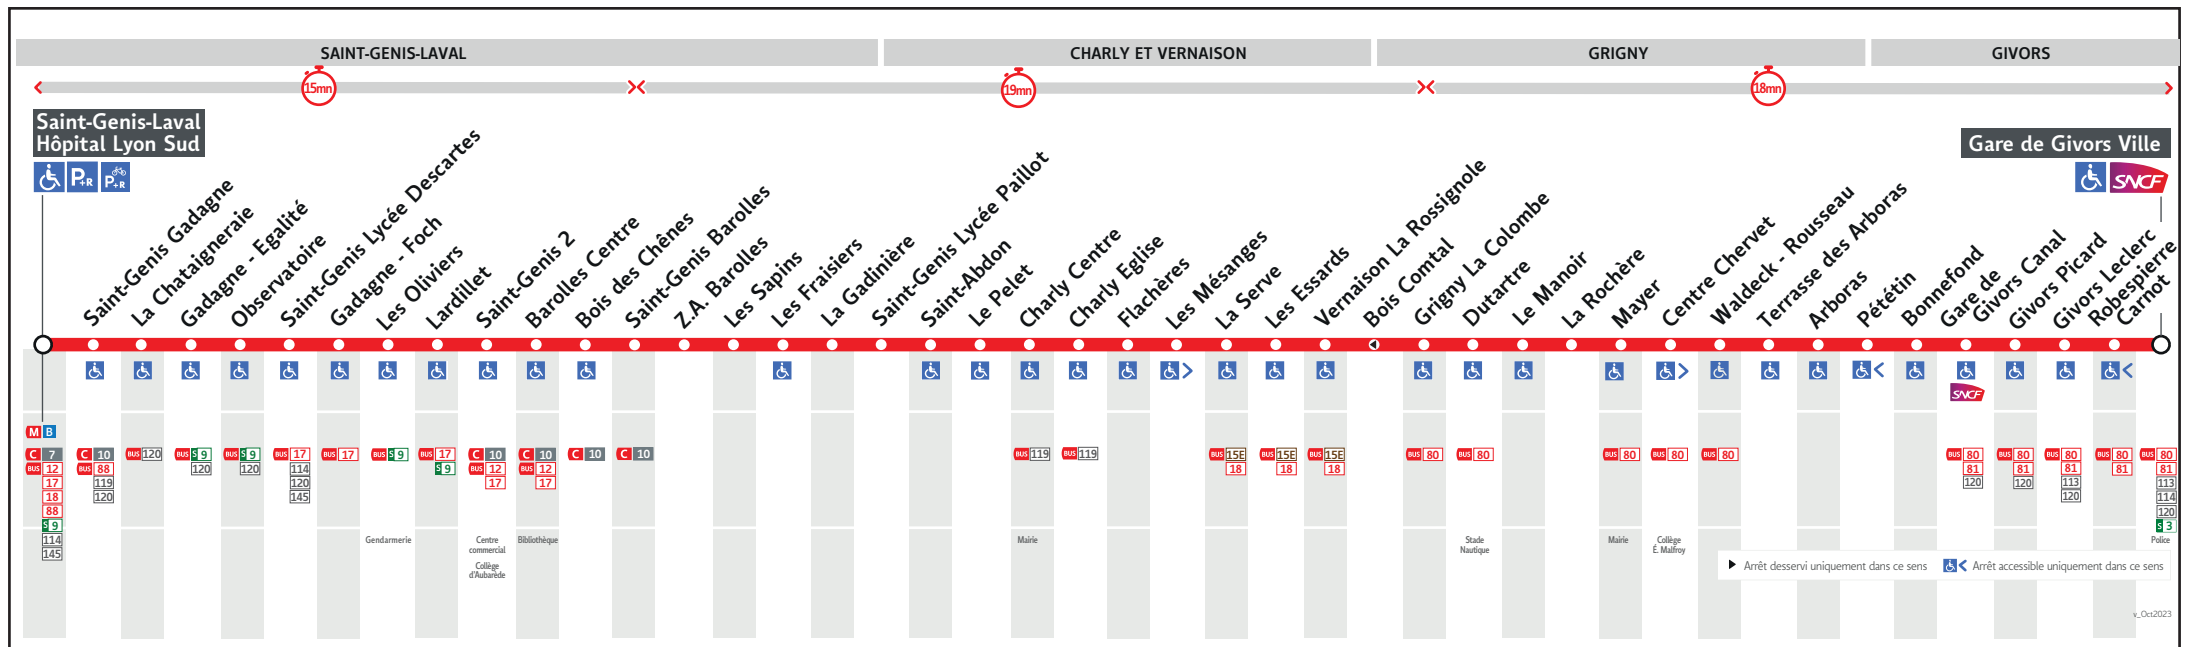 SAINT-GENIS-LAVAL
CHARLY ET VERNAISON
GRIGNY
GIVORS
15mn
19mn
18mn
Saint-Genis-Laval
Hôpital Lyon Sud
P+R
P+R
Gare de Givors Ville
SNCF
Saint-Genis Gadagne
La Chataigneraie
Gadagne - Egalité
Observatoire
Saint-Genis Lycée Descartes
Gadagne - Foch
Les Oliviers
Lardillet
Saint-Genis 2
Barolles Centre
Bois des Chênes
Saint-Genis Barolles
Z.A. Barolles
Les Sapins
Les Fraisiers
La Gadinière
Saint-Genis Lycée Paillot
Saint-Abdon
Le Pelet
Charly Centre
Charly Eglise
Flachères
Les Mésanges
La Serve
Les Essards
Vernaison La Rossignole
Bois Comtal
Grigny La Colombe
Dutartre
Le Manoir
La Rochère
Mayer
Centre Chervet
Waldeck - Rousseau
Terrasse des Arboras
Arboras
Pététin
Bonnefond
Gare de
Givors Canal
Givors Picard
Givors Leclerc
Robespierre
Carnot
SNCF
M B
C 7
BUS 12
17
18
88
S 9
114
145
C 10
BUS 88
119
120
BUS 120
BUS S 9
120
BUS S 9
120
BUS 17
114
120
145
BUS 17
BUS S 9
BUS 17
S 9
C 10
BUS 12
17
C 10
BUS 12
17
C 10
C 10
BUS 119
BUS 119
BUS 15E
18
BUS 15E
18
BUS 15E
18
BUS 80
BUS 80
BUS 80
BUS 80
BUS 80
BUS 80
81
120
BUS 80
81
120
BUS 80
81
113
120
BUS 80
81
BUS 80
81
113
114
120
S 3
Gendarmerie
Centre
commercial
Collège
d'Aubarède
Bibliothèque
Mairie
Stade
Nautique
Mairie
Collège
É. Malfroy
Police
Arrêt desservi uniquement dans ce sens
Arrêt accessible uniquement dans ce sens
v_Oct2023